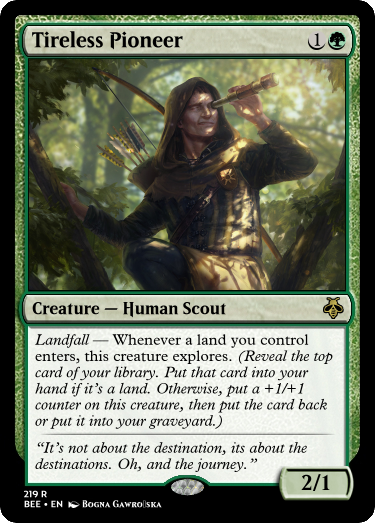 Tireless Pioneer 1
Creature — Human Scout
Landfall — Whenever a land you control
enters, this creature explores. (Reveal the top
card of your library. Put that card into your
hand if it's a land. Otherwise, put a +1/+1
counter on this creature, then put the card back
or put it into your graveyard.)
“It's not about the destination, its about the
destinations. Oh, and the journey.”
2/1
219 R
BEE • EN Bogna Gawro▯ska